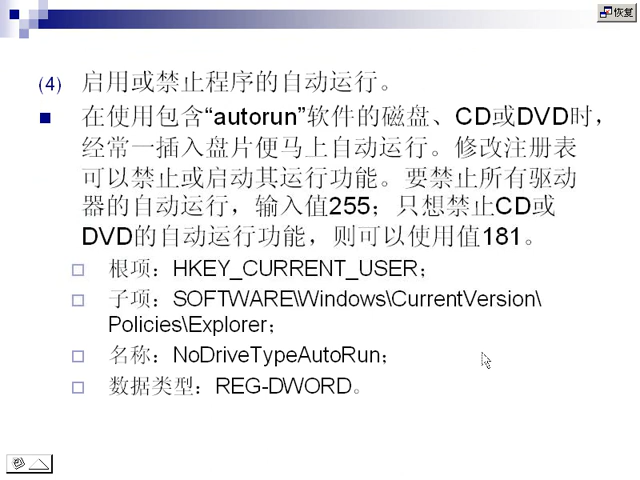 恢复
(4) 启用或禁止程序的自动运行。
在使用包含“autorun”软件的磁盘、CD或DVD时，
经常一插入盘片便马上自动运行。修改注册表
可以禁止或启动其运行功能。要禁止所有驱动
器的自动运行，输入值255；只想禁止CD或
DVD的自动运行功能，则可以使用值181。
根项：HKEY_CURRENT_USER；
子项：SOFTWARE\Windows\CurrentVersion\
Policies\Explorer；
名称：NoDriveTypeAutoRun；
数据类型：REG-DWORD。